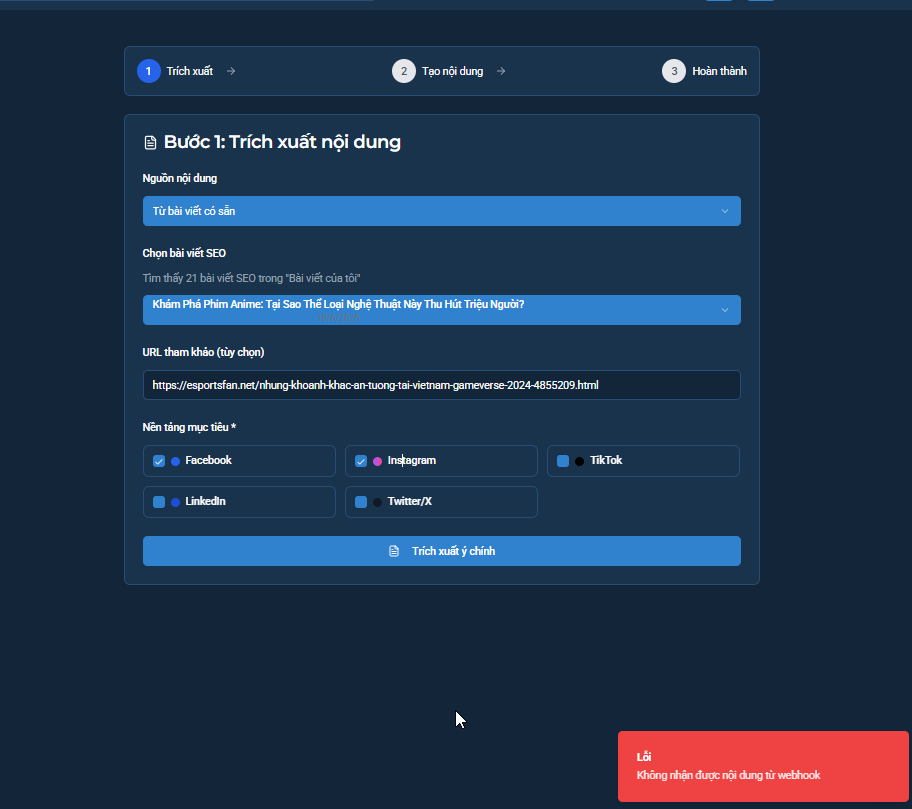 1 Trích xuất →
2 Tạo nội dung →
3 Hoàn thành
Bước 1: Trích xuất nội dung
Nguồn nội dung
Từ bài viết có sẵn
Chọn bài viết SEO
Tìm thấy 21 bài viết SEO trong "Bài viết của tôi"
Khám Phá Phim Anime: Tại Sao Thể Loại Nghệ Thuật Này Thu Hút Triệu Người?
URL tham khảo (tùy chọn)
https://esportsfan.net/nhung-khoanh-khac-an-tuong-tai-vietnam-gameverse-2024-4855209.html
Nền tảng mục tiêu *
Facebook
Instagram
TikTok
LinkedIn
Twitter/X
Trích xuất ý chính
Lỗi
Không nhận được nội dung từ webhook